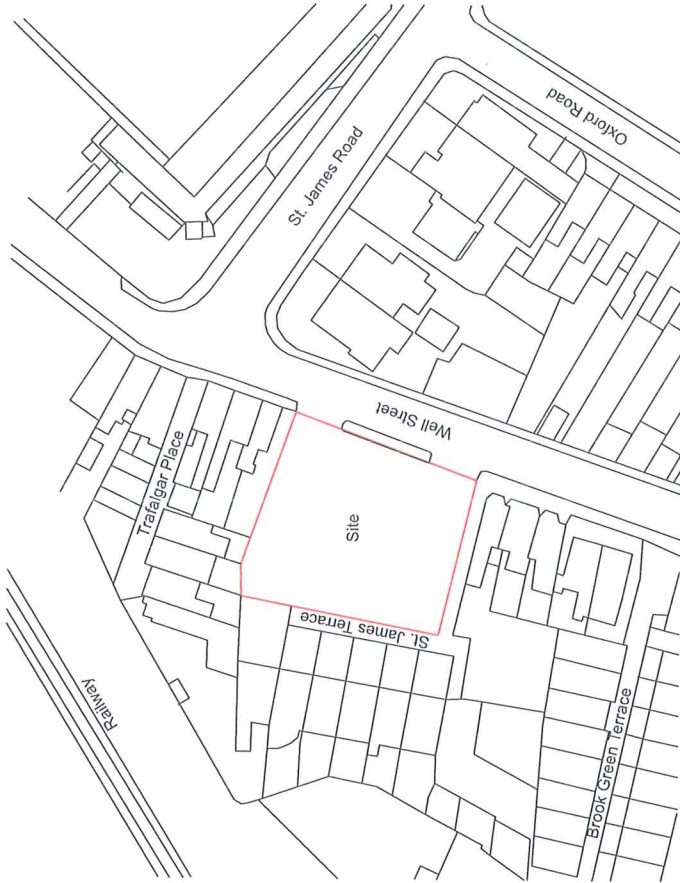 Oxford Road
St. James Road
Well Street
Trafalgar Place
Site
St. James Terrace
Railway
Brook Green Terrace